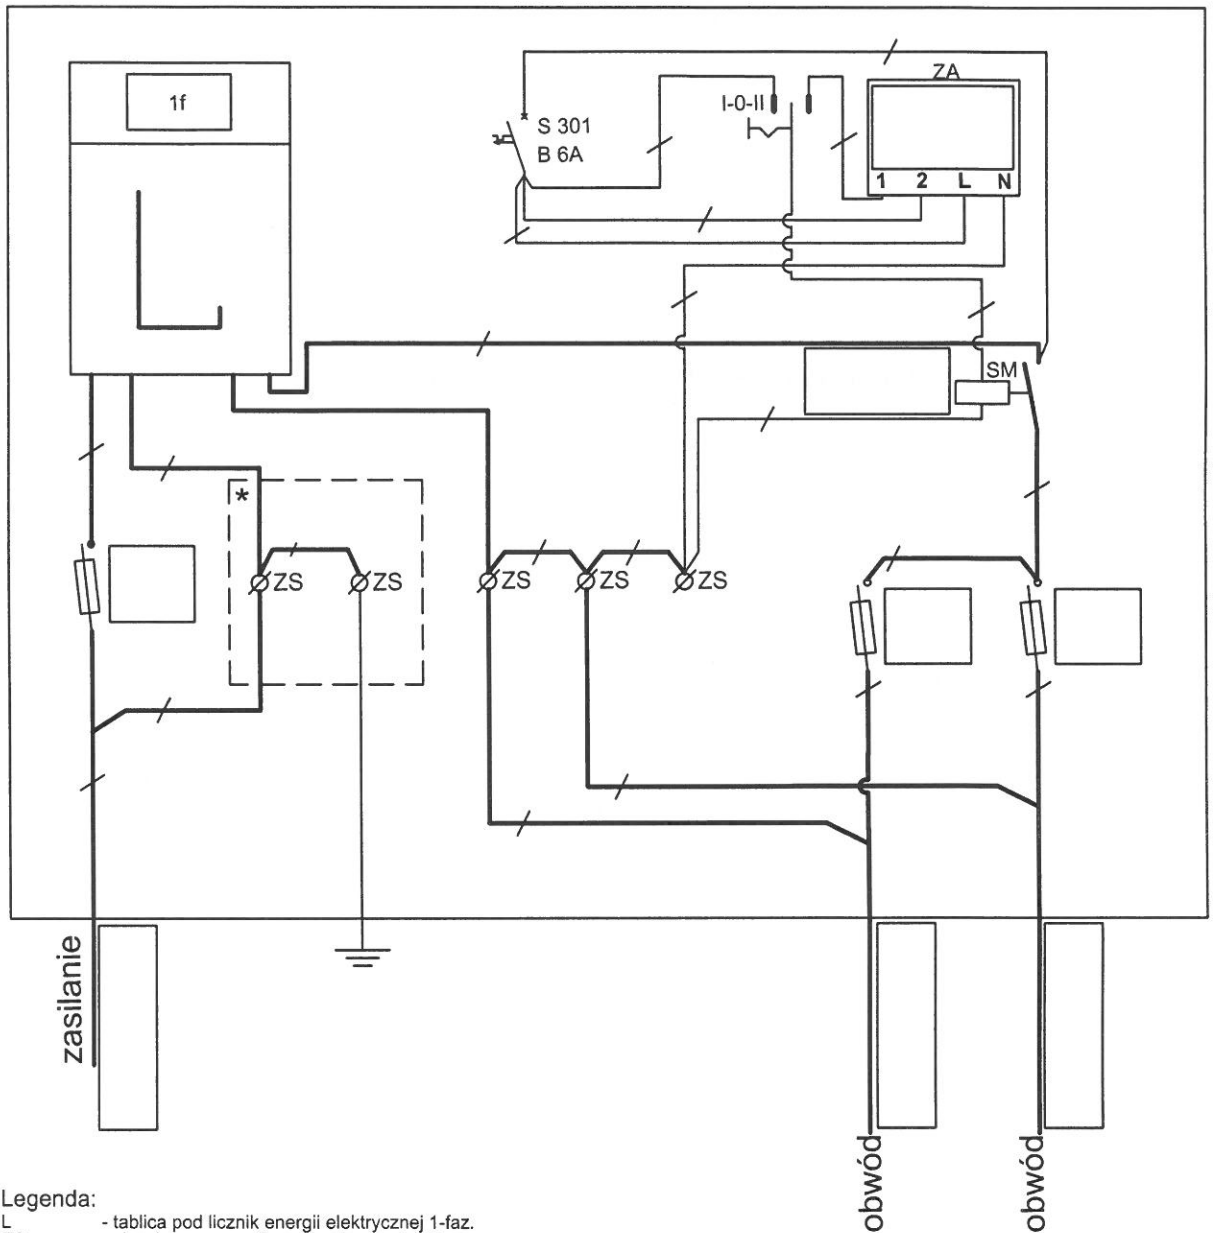 1f
S 301
B 6A
I-0-II
ZA
1 2 L N
SM
*
ZS
ZS
ZS
ZS
ZS
zasilanie
obwód
obwód
Legenda:
L - tablica pod licznik energii elektrycznej 1-faz.